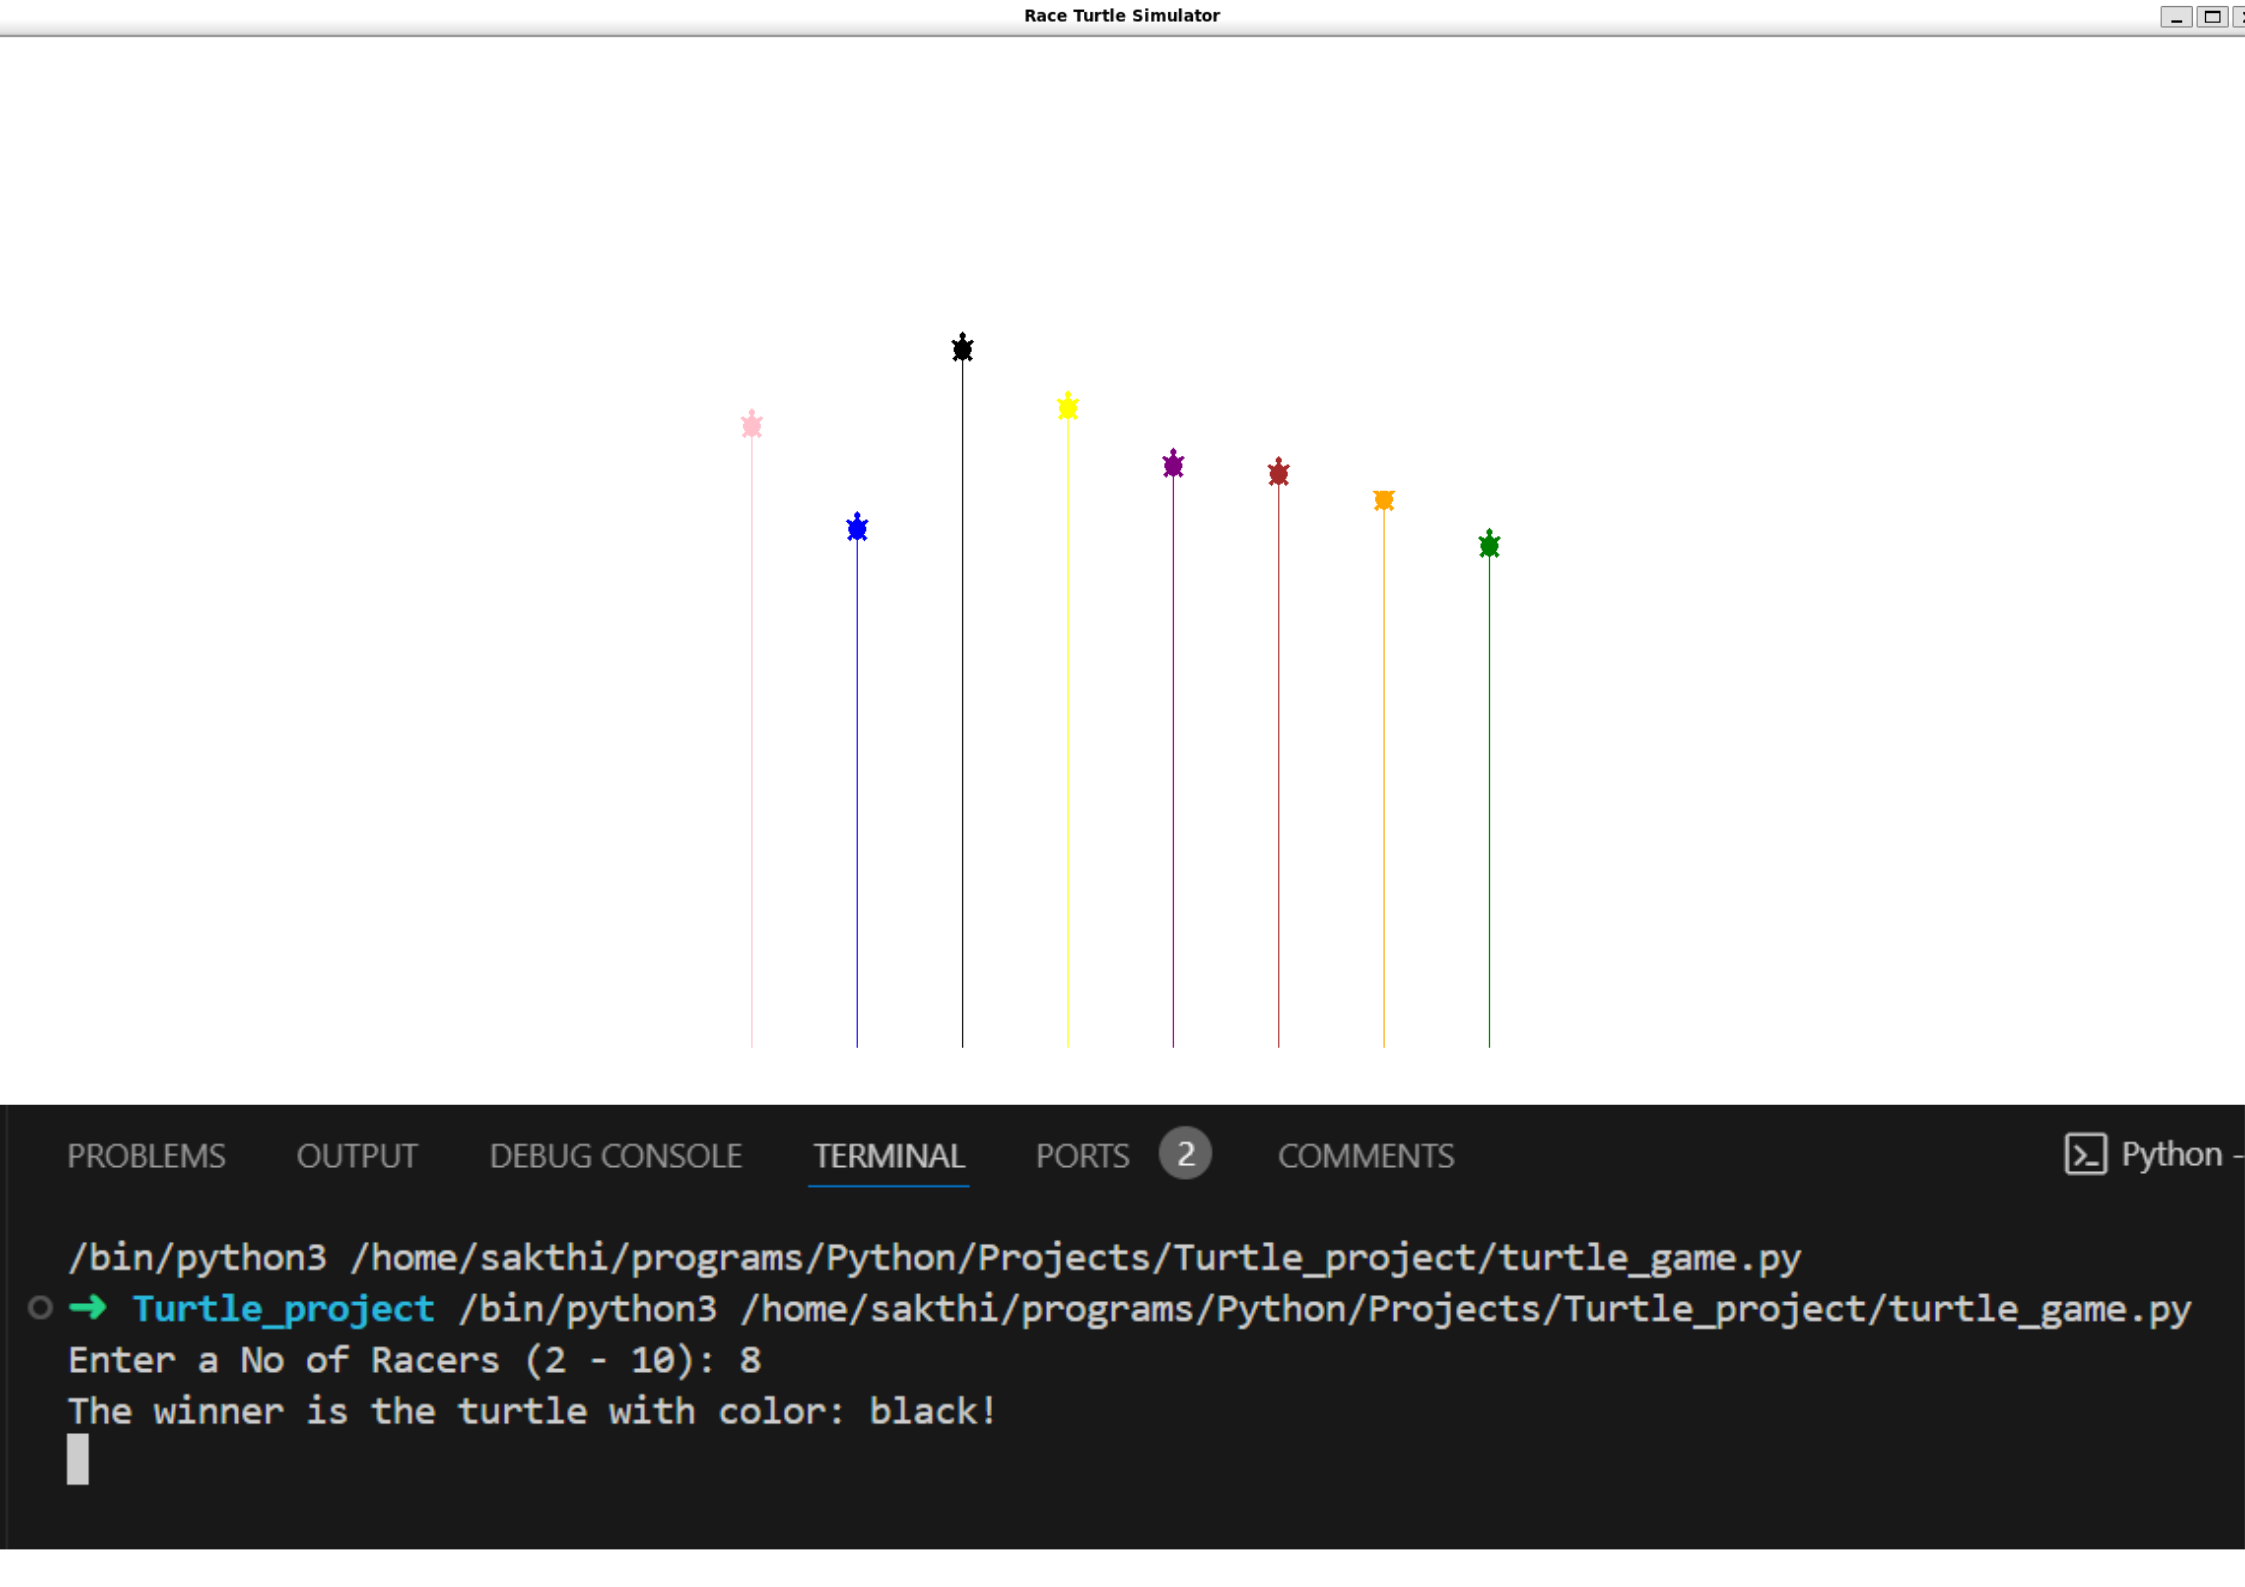 Race Turtle Simulator
PROBLEMS OUTPUT DEBUG CONSOLE TERMINAL PORTS 2 COMMENTS Python -
/bin/python3 /home/sakthi/programs/Python/Projects/Turtle_project/turtle_game.py
➜ Turtle_project /bin/python3 /home/sakthi/programs/Python/Projects/Turtle_project/turtle_game.py
Enter a No of Racers (2 - 10): 8
The winner is the turtle with color: black!